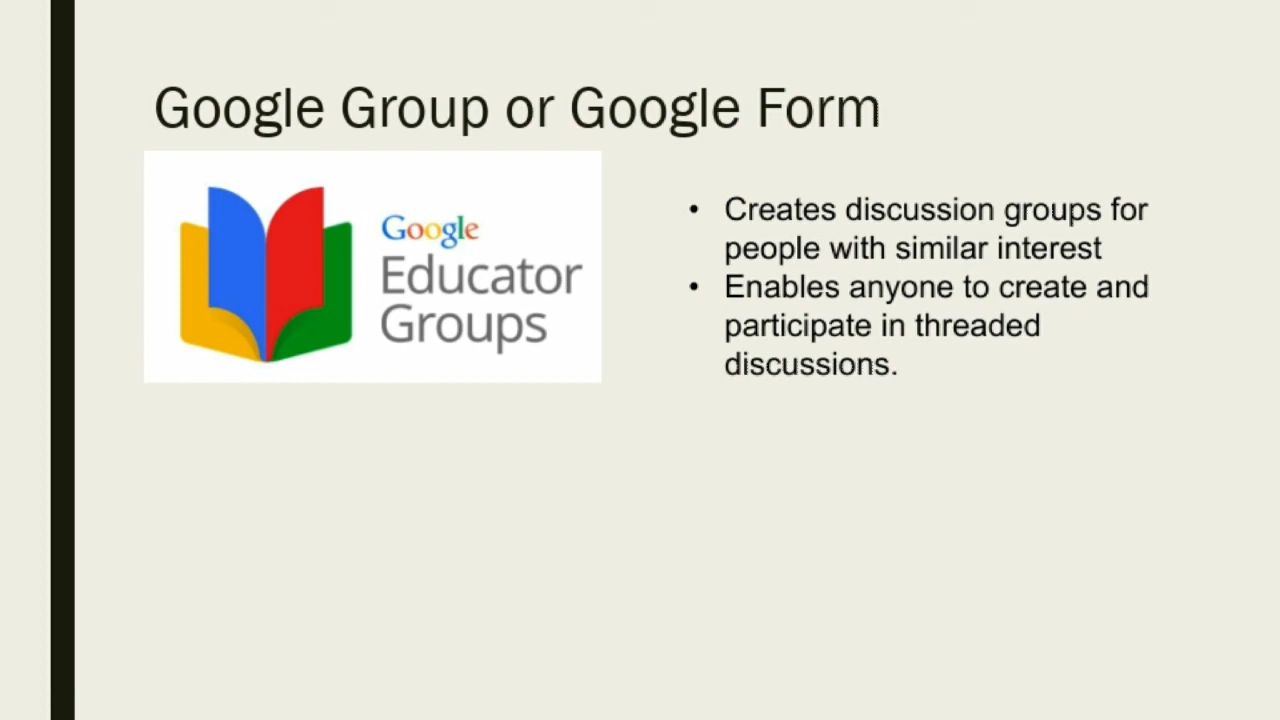 Google Group or Google Form
Google
Educator
Groups
• Creates discussion groups for
people with similar interest
• Enables anyone to create and
participate in threaded
discussions.